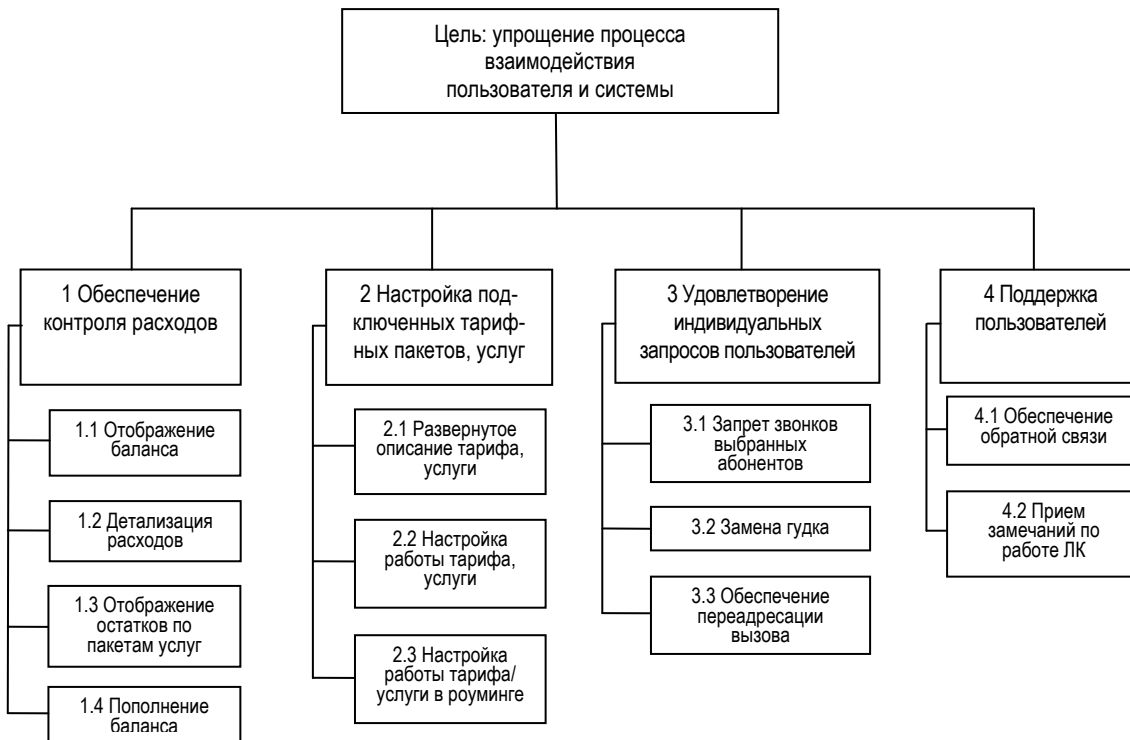 Цель: упрощение процесса
взаимодействия
пользователя и системы
1 Обеспечение
контроля расходов
1.1 Отображение
баланса
1.2 Детализация
расходов
1.3 Отображение
остатков по
пакетам услуг
1.4 Пополнение
баланса
2 Настройка под-
ключенных тариф-
ных пакетов, услуг
2.1 Развернутое
описание тарифа,
услуги
2.2 Настройка
работы тарифа,
услуги
2.3 Настройка
работы тарифа/
услуги в роуминге
3 Удовлетворение
индивидуальных
запросов пользователей
3.1 Запрет звонков
выбранных
абонентов
3.2 Замена гудка
3.3 Обеспечение
переадресации
вызова
4 Поддержка
пользователей
4.1 Обеспечение
обратной связи
4.2 Прием
замечаний по
работе ЛК